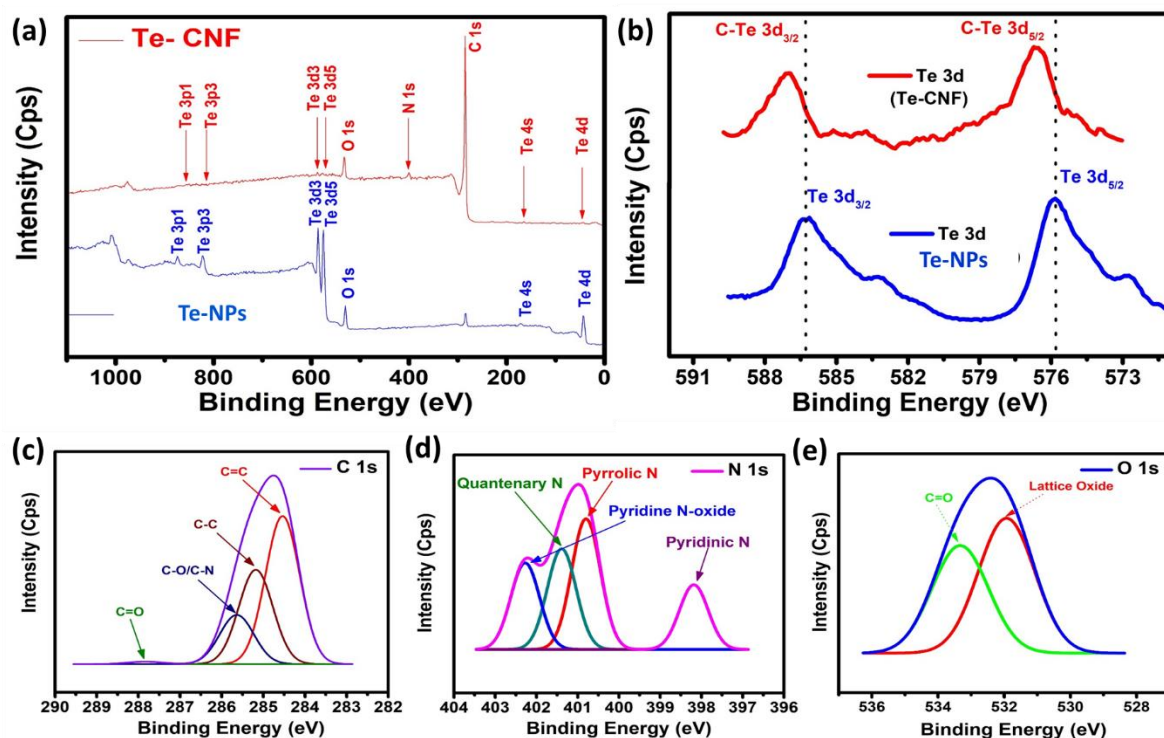 (a)
Te- CNF
C 1s
Te 3p1
Te 3p3
Te 3d3
Te 3d5
O 1s
N 1s
Te 4s
Te 4d
Te 3p1
Te 3p3
Te 3d3
Te 3d5
O 1s
Te 4s
Te 4d
Te-NPs
Intensity (Cps)
1000 800 600 400 200 0
Binding Energy (eV)
(b)
C-Te 3d3/2
C-Te 3d5/2
Te 3d
(Te-CNF)
Te 3d3/2
Te 3d5/2
Te 3d
Te-NPs
Intensity (Cps)
591 588 585 582 579 576 573
Binding Energy (eV)
(c)
C 1s
C=C
C-C
C-O/C-N
C=O
Intensity (Cps)
290 289 288 287 286 285 284 283 282
Binding Energy (eV)
(d)
N 1s
Quantenary N
Pyrrolic N
Pyridine N-oxide
Pyridinic N
Intensity (Cps)
404 403 402 401 400 399 398 397 396
Binding Energy (eV)
(e)
O 1s
C=O
Lattice Oxide
Intensity (Cps)
536 534 532 530 528
Binding Energy (eV)